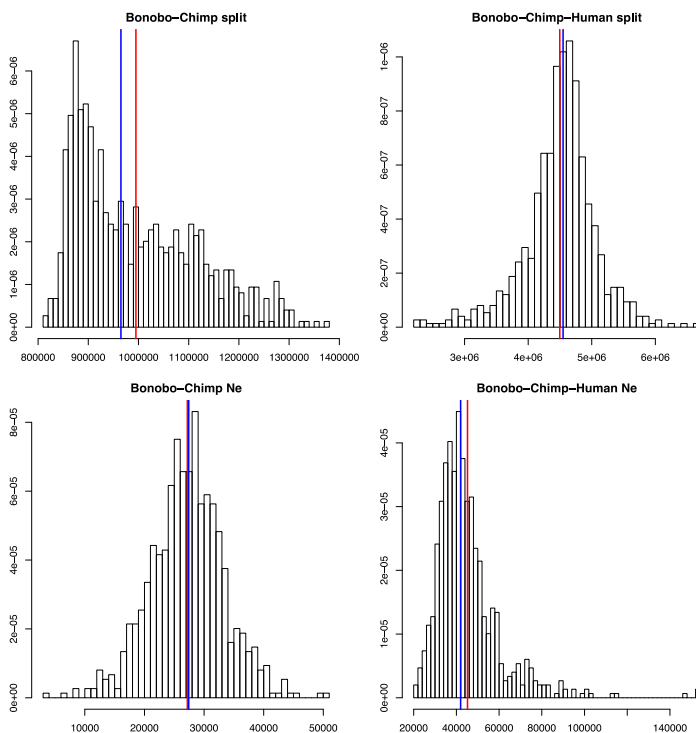 Bonobo−Chimp split
0e+00 1e−06 2e−06 3e−06 4e−06 5e−06 6e−06
800000 900000 1000000 1100000 1200000 1300000 1400000
Bonobo−Chimp−Human split
0e+00 2e−07 4e−07 6e−07 8e−07 1e−06
3e+06 4e+06 5e+06 6e+06
Bonobo−Chimp Ne
0e+00 2e−05 4e−05 6e−05 8e−05
10000 20000 30000 40000 50000
Bonobo−Chimp−Human Ne
0e+00 1e−05 2e−05 3e−05 4e−05
20000 40000 60000 80000 100000 140000